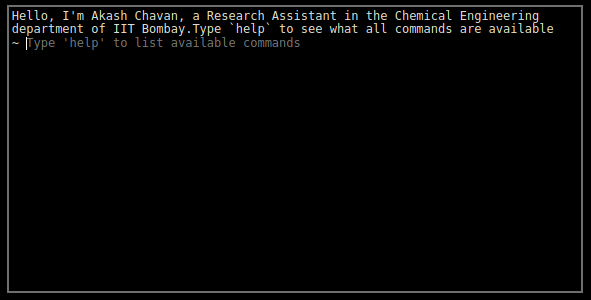 Hello, I'm Akash Chavan, a Research Assistant in the Chemical Engineering
department of IIT Bombay.Type `help` to see what all commands are available
~ Type 'help' to list available commands